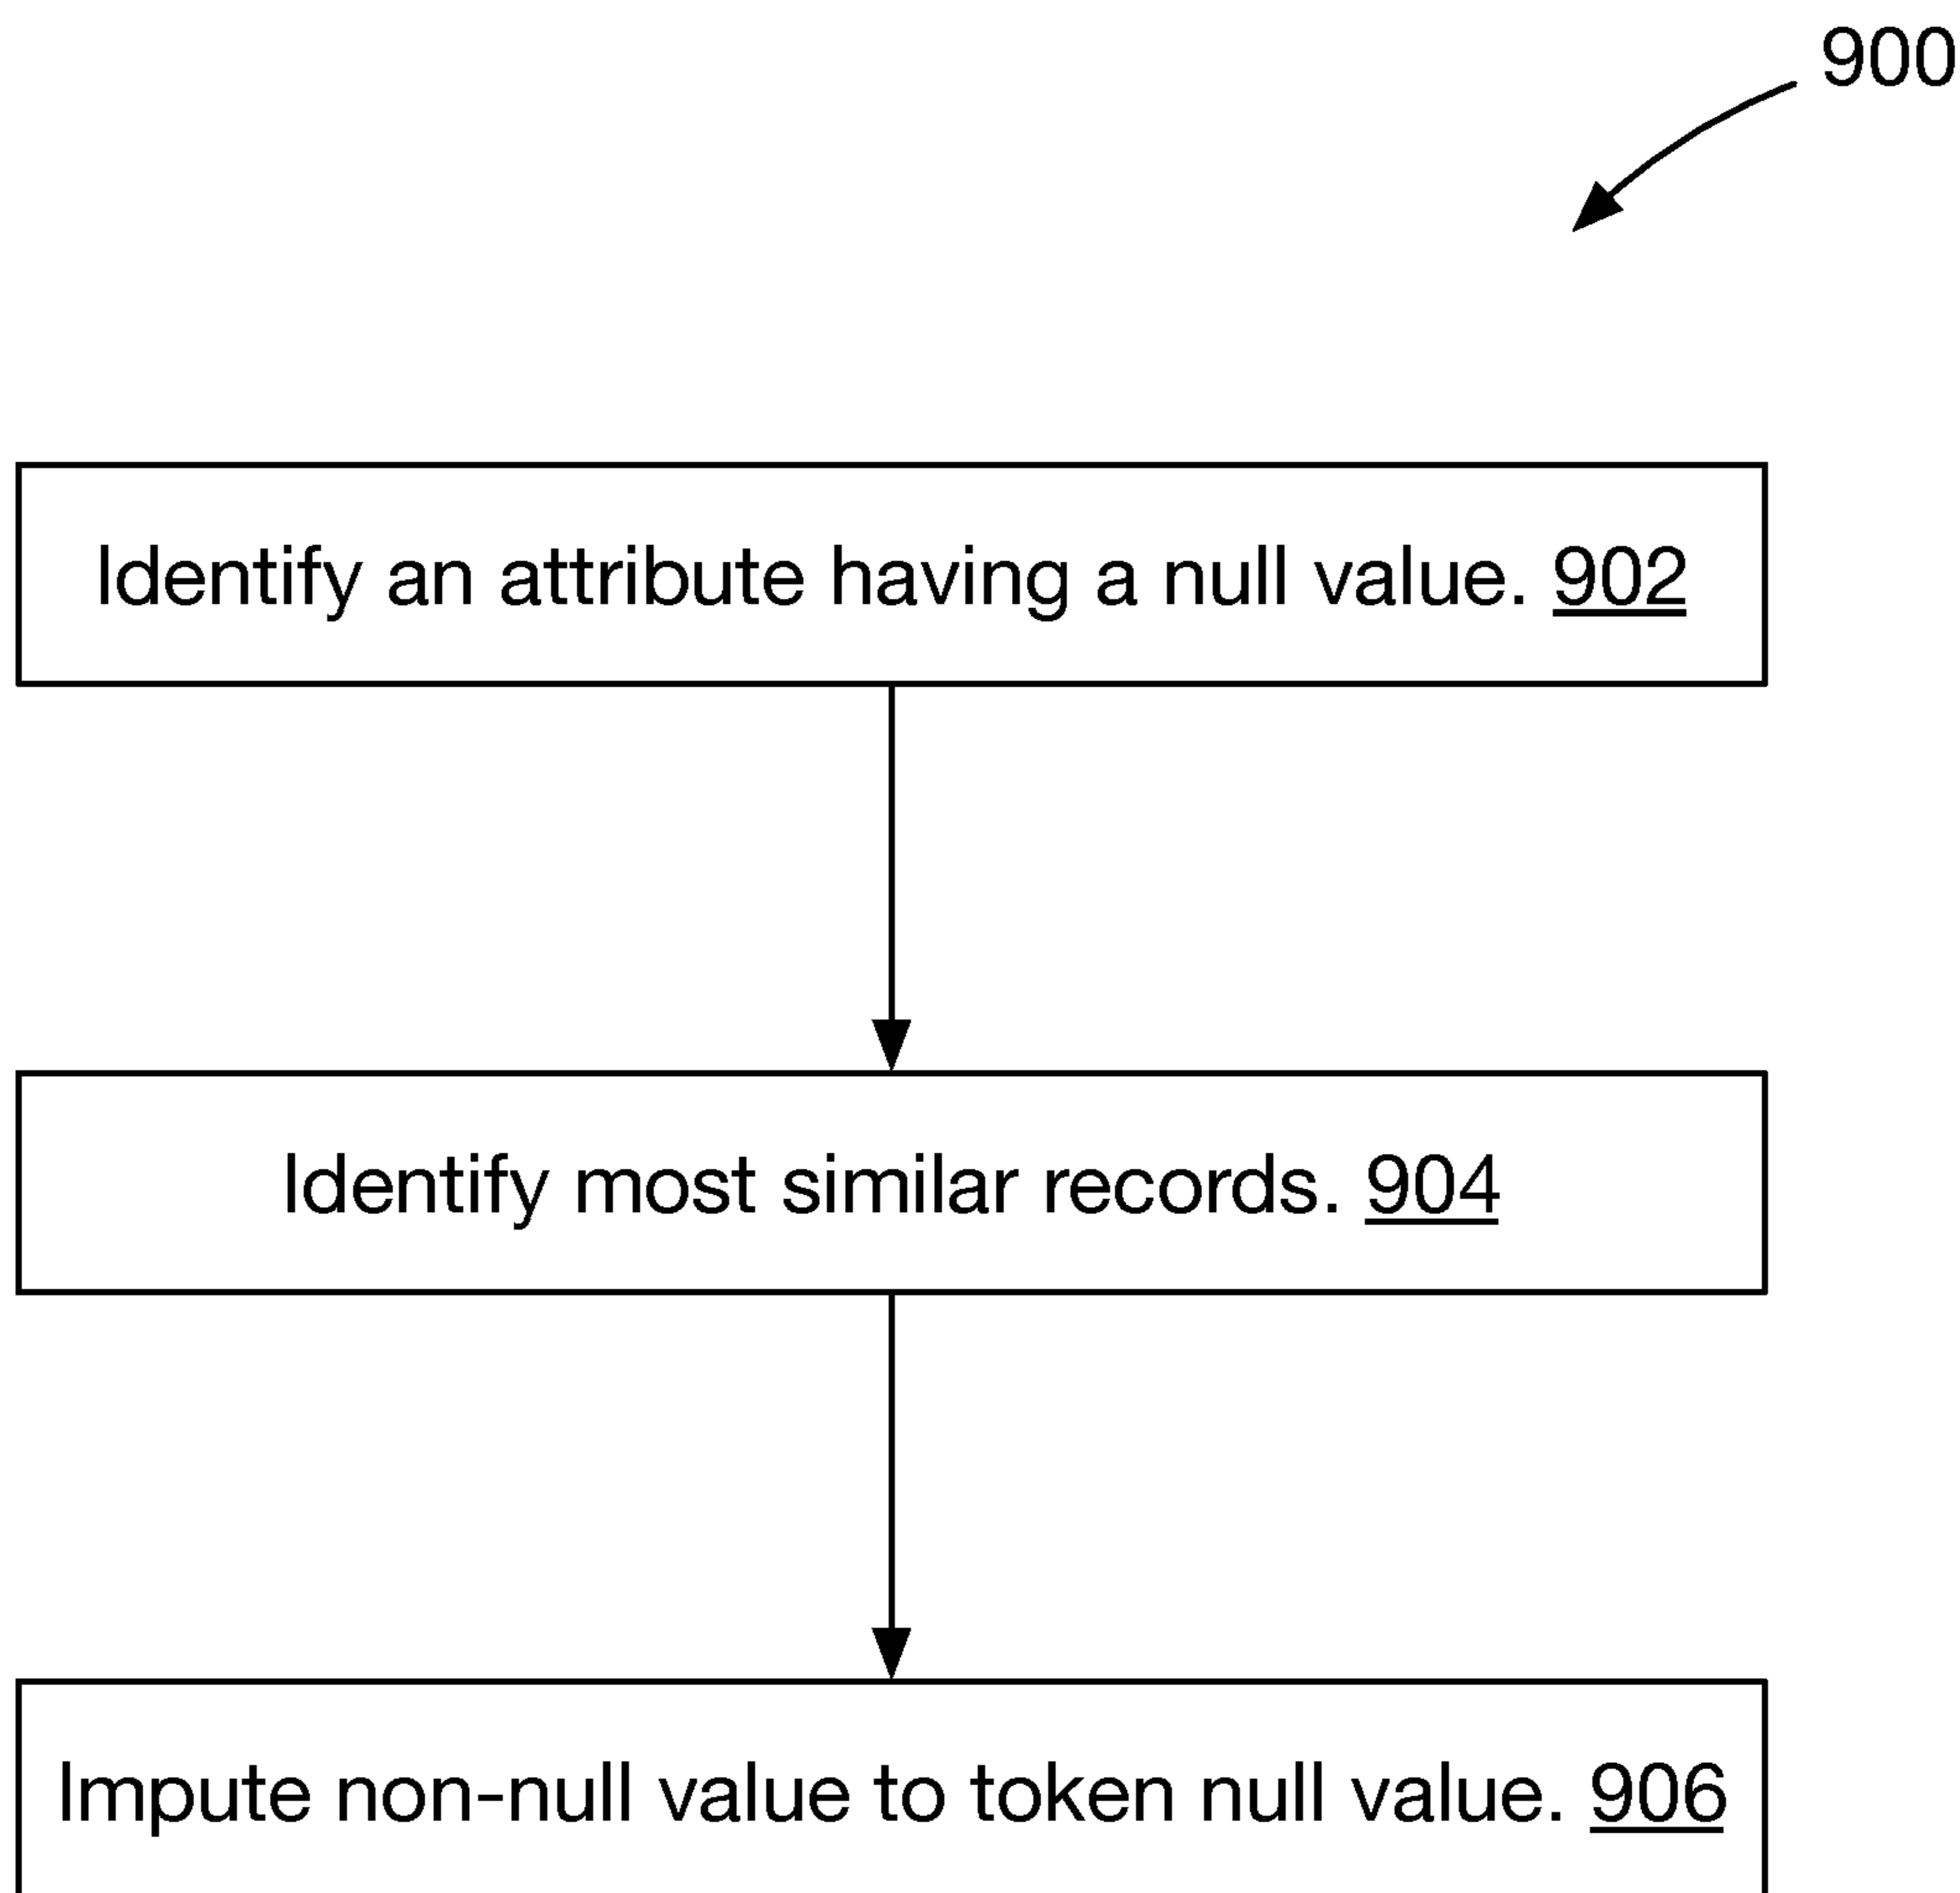 900
Identify an attribute having a null value. 902
Identify most similar records. 904
Impute non-null value to token null value. 906